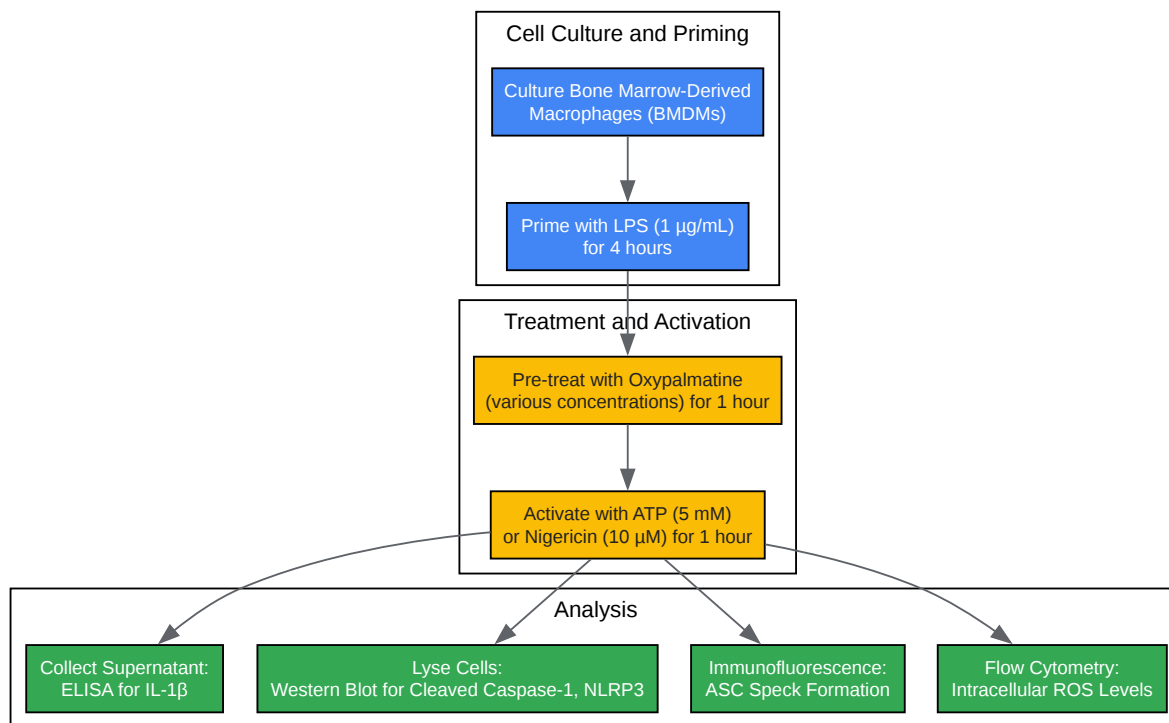 Cell Culture and Priming
Culture Bone Marrow-Derived
Macrophages (BMDMs)
Prime with LPS (1 µg/mL)
for 4 hours
Treatment and Activation
Pre-treat with Oxypalmatine
(various concentrations) for 1 hour
Activate with ATP (5 mM)
or Nigericin (10 µM) for 1 hour
Analysis
Collect Supernatant:
ELISA for IL-1β
Lyse Cells:
Western Blot for Cleaved Caspase-1, NLRP3
Immunofluorescence:
ASC Speck Formation
Flow Cytometry:
Intracellular ROS Levels